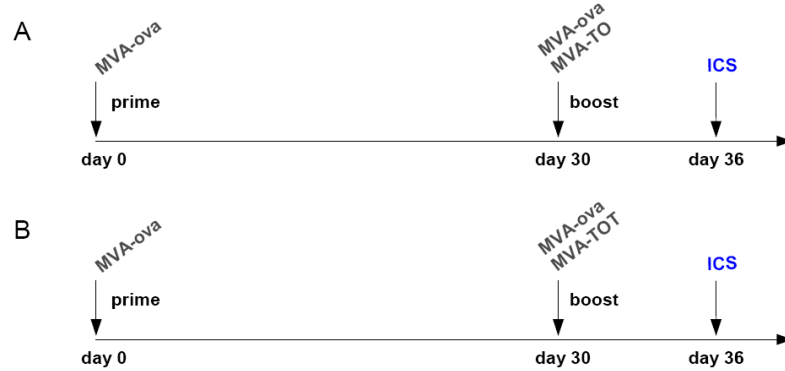 A
MVA-ova
MVA-ova
MVA-TO
ICS
prime
boost
day 0
day 30
day 36
B
MVA-ova
MVA-ova
MVA-TOT
ICS
prime
boost
day 0
day 30
day 36